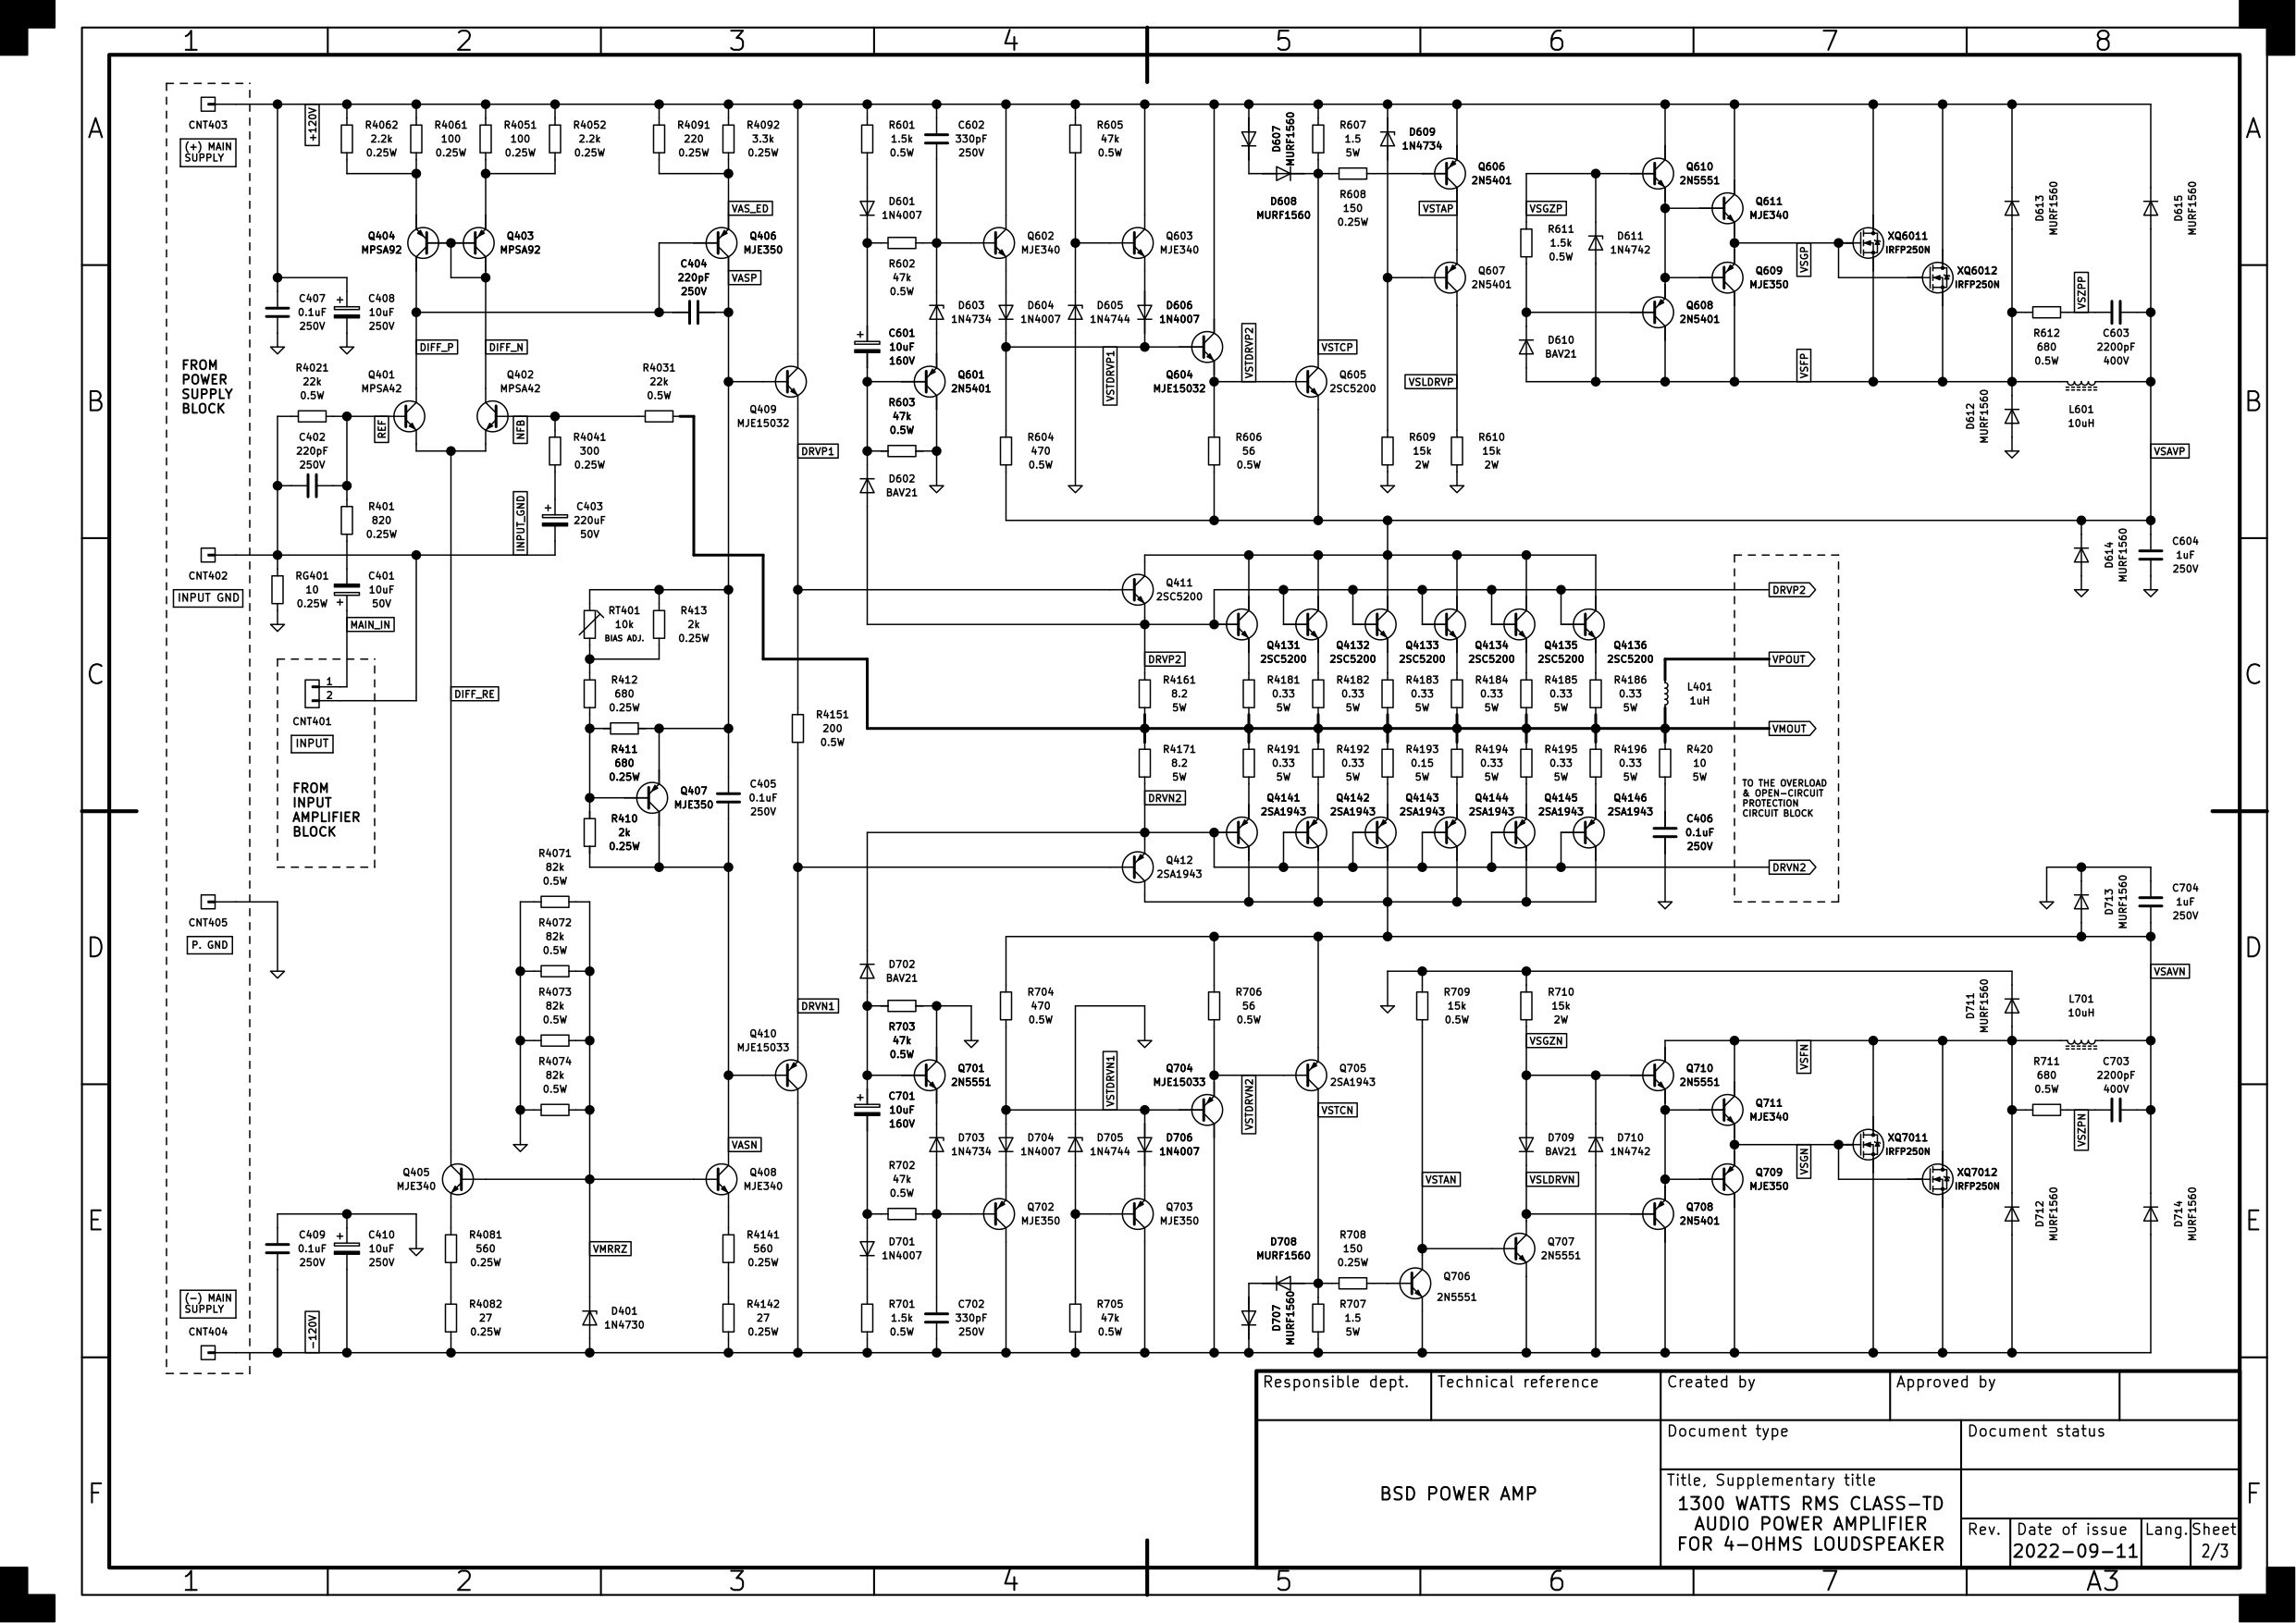 1 2 3 4 5 6 7 8
A
B
C
D
E
F
A
B
C
D
E
F
1 2 3 4 5 6 7 A3
CNT403
(+) MAIN
SUPPLY
+120V
R4062
2.2k
0.25W
R4061
100
0.25W
R4051
100
0.25W
R4052
2.2k
0.25W
R4091
220
0.25W
R4092
3.3k
0.25W
R601
1.5k
0.5W
C602
330pF
250V
R605
47k
0.5W
D607
MURF1560
R607
1.5
5W
D609
1N4734
Q606
2N5401
Q610
2N5551
Q611
MJE340
D613
MURF1560
D615
MURF1560
VAS_ED
D601
1N4007
D608
MURF1560
R608
150
0.25W
VSTAP
VSGZP
Q404
MPSA92
Q403
MPSA92
Q406
MJE350
C404
220pF
250V
VASP
R602
47k
0.5W
Q602
MJE340
Q603
MJE340
Q607
2N5401
R611
1.5k
0.5W
D611
1N4742
Q609
MJE350
VSGP
XQ6011
IRFP250N
XQ6012
IRFP250N
VSZPP
C407
0.1uF
250V
C408
10uF
250V
D603
1N4734
D604
1N4007
D605
1N4744
D606
1N4007
Q608
2N5401
R612
680
0.5W
C603
2200pF
400V
FROM
POWER
SUPPLY
BLOCK
DIFF_P
DIFF_N
C601
10uF
160V
VSTDRVP1
VSTDRVP2
VSTCP
D610
BAV21
VSFP
R4021
22k
0.5W
Q401
MPSA42
Q402
MPSA42
R4031
22k
0.5W
Q409
MJE15032
Q601
2N5401
R603
47k
0.5W
Q604
MJE15032
Q605
2SC5200
VSLDRVP
D612
MURF1560
L601
10uH
REF
NFB
C402
220pF
250V
R4041
300
0.25W
DRVP1
D602
BAV21
R604
470
0.5W
R606
56
0.5W
R609
15k
2W
R610
15k
2W
VSAVP
R401
820
0.25W
INPUT_GND
C403
220uF
50V
CNT402
INPUT GND
RG401
10
0.25W
C401
10uF
50V
MAIN_IN
RT401
10k
BIAS ADJ.
R413
2k
0.25W
Q411
2SC5200
DRVP2
D614
MURF1560
C604
1uF
250V
Q4131
2SC5200
Q4132
2SC5200
Q4133
2SC5200
Q4134
2SC5200
Q4135
2SC5200
Q4136
2SC5200
DRVP2
VPOUT
1
2
CNT401
INPUT
DIFF_RE
R412
680
0.25W
R4151
200
0.5W
R4161
8.2
5W
R4181
0.33
5W
R4182
0.33
5W
R4183
0.33
5W
R4184
0.33
5W
R4185
0.33
5W
R4186
0.33
5W
L401
1uH
VMOUT
R411
680
0.25W
Q407
MJE350
C405
0.1uF
250V
R4171
8.2
5W
DRVN2
R4191
0.33
5W
R4192
0.33
5W
R4193
0.15
5W
R4194
0.33
5W
R4195
0.33
5W
R4196
0.33
5W
R420
10
5W
TO THE OVERLOAD
& OPEN-CIRCUIT
PROTECTION
CIRCUIT BLOCK
FROM
INPUT
AMPLIFIER
BLOCK
R410
2k
0.25W
Q4141
2SA1943
Q4142
2SA1943
Q4143
2SA1943
Q4144
2SA1943
Q4145
2SA1943
Q4146
2SA1943
C406
0.1uF
250V
Q412
2SA1943
DRVN2
R4071
82k
0.5W
R4072
82k
0.5W
R4073
82k
0.5W
R4074
82k
0.5W
CNT405
P. GND
D713
MURF1560
C704
1uF
250V
VSAVN
D702
BAV21
DRVN1
Q410
MJE15033
R703
47k
0.5W
R704
470
0.5W
R706
56
0.5W
R709
15k
0.5W
R710
15k
2W
VSGZN
D711
MURF1560
L701
10uH
Q701
2N5551
VSTDRVN1
Q704
MJE15033
VSTDRVN2
Q705
2SA1943
VSTCN
Q710
2N5551
Q711
MJE340
VSFN
R711
680
0.5W
C703
2200pF
400V
C701
10uF
160V
VASN
D703
1N4734
D704
1N4007
D705
1N4744
D706
1N4007
D709
BAV21
D710
1N4742
VSGN
XQ7011
IRFP250N
XQ7012
IRFP250N
VSZPN
Q405
MJE340
Q408
MJE340
R702
47k
0.5W
Q702
MJE350
Q703
MJE350
VSTAN
VSLDRVN
Q709
MJE350
Q708
2N5401
D712
MURF1560
D714
MURF1560
C409
0.1uF
250V
C410
10uF
250V
R4081
560
0.25W
VMRRZ
R4141
560
0.25W
D701
1N4007
D708
MURF1560
R708
150
0.25W
Q707
2N5551
Q706
2N5551
(-) MAIN
SUPPLY
CNT404
-120V
R4082
27
0.25W
D401
1N4730
R4142
27
0.25W
R701
1.5k
0.5W
C702
330pF
250V
R705
47k
0.5W
D707
MURF1560
R707
1.5
5W
Responsible dept.
Technical reference
Created by
Approved by
Document type
Document status
BSD POWER AMP
Title, Supplementary title
1300 WATTS RMS CLASS-TD
AUDIO POWER AMPLIFIER
FOR 4-OHMS LOUDSPEAKER
Rev.
Date of issue
2022-09-11
Lang.
Sheet
2/3